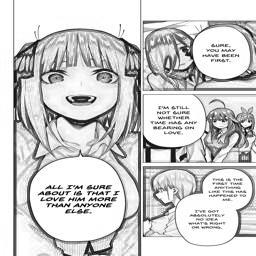 SURE,
YOU MAY
HAVE BEEN
FIRST.
I'M STILL
NOT SURE
WHETHER
TIME HAS ANY
BEARING ON
LOVE.
ALL I'M SURE
ABOUT IS THAT I
LOVE HIM MORE
THAN ANYONE
ELSE.
THIS IS THE
FIRST TIME
ANYTHING
LIKE THIS HAS
HAPPENED TO
ME.
I'VE GOT
ABSOLUTELY
NO IDEA
WHAT'S RIGHT
OR WRONG.